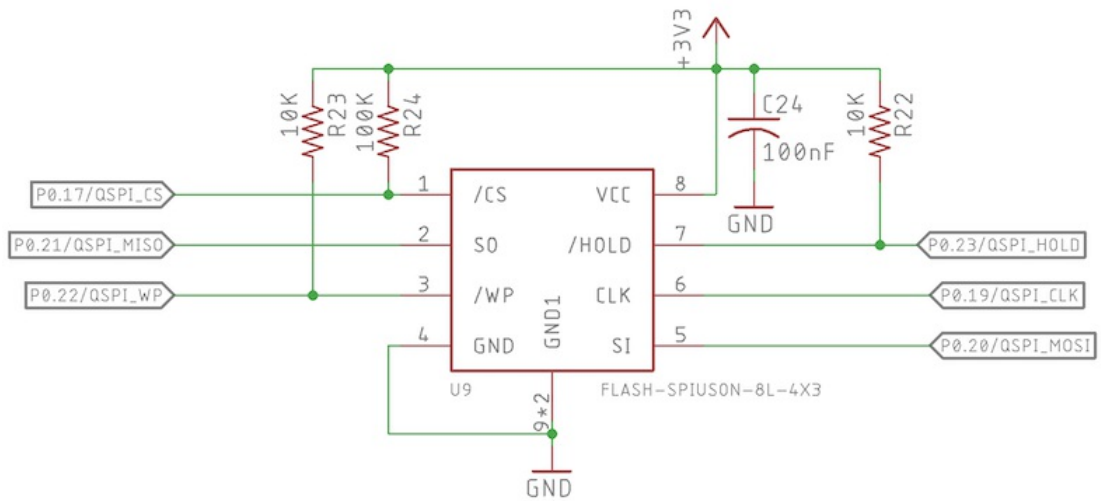 +3V3
10K
R23
100K
R24
C24
100nF
10K
R22
GND
P0.17/QSPI_CS
1
/CS
VCC
8
P0.21/QSPI_MISO
2
SO
/HOLD
7
P0.23/QSPI_HOLD
P0.22/QSPI_WP
3
/WP
CLK
6
P0.19/QSPI_CLK
4
GND
GND1
SI
5
P0.20/QSPI_MOSI
U9
9*2
FLASH-SPIUSON-8L-4X3
GND